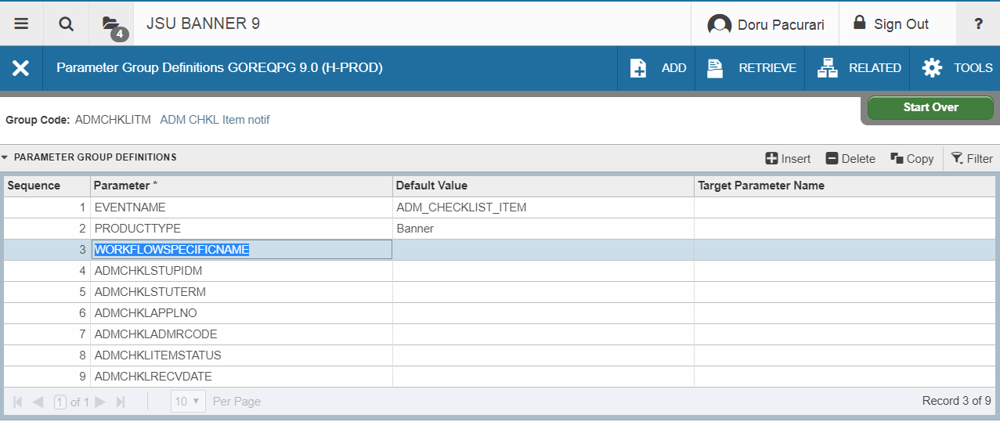 4 JSU BANNER 9 Doru Pacurari Sign Out ?
Parameter Group Definitions GOREQPG 9.0 (H-PROD) ADD RETRIEVE RELATED TOOLS
Start Over
Group Code: ADMCHKLITM ADM CHKL Item notif
PARAMETER GROUP DEFINITIONS Insert Delete Copy Filter
Sequence Parameter * Default Value Target Parameter Name
1 EVENTNAME ADM_CHECKLIST_ITEM
2 PRODUCTTYPE Banner
3 WORKFLOWSPECIFICNAME
4 ADMCHKLSTUPIDM
5 ADMCHKLSTUTERM
6 ADMCHKLAPPLNO
7 ADMCHKLADMRCODE
8 ADMCHKLITEMSTATUS
9 ADMCHKLRECVDATE
1 of 1 10 Per Page Record 3 of 9